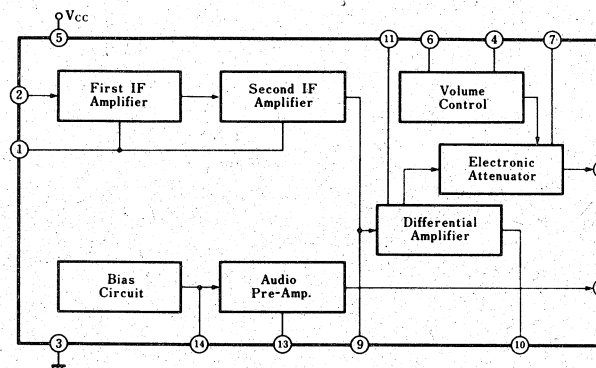 Vcc
5
11
6
4
7
2
First IF
Amplifier
Second IF
Amplifier
Volume
Control
1
Electronic
Attenuator
Differential
Amplifier
Bias
Circuit
Audio
Pre-Amp.
3
14
13
9
10